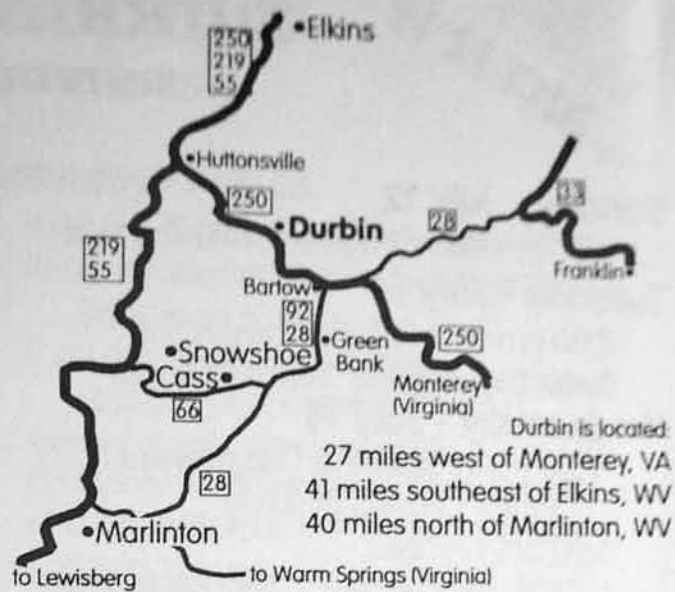 250
219
55
•Elkins
•Huttonsville
250
•Durbin
28
33
219
55
Franklin
Bartow
92
28
•Green
Bank
250
•Snowshoe
Cass•
66
Monterey
(Virginia)
Durbin is located:
27 miles west of Monterey, VA
41 miles southeast of Elkins, WV
40 miles north of Marlinton, WV
28
•Marlinton
to Lewisberg
to Warm Springs (Virginia)